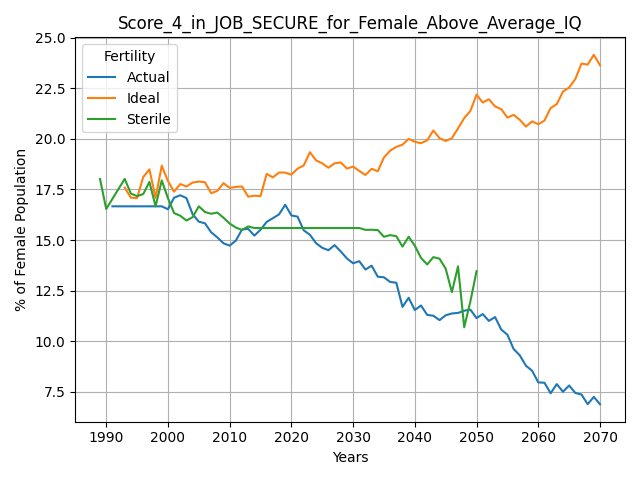 Score_4_in_JOB_SECURE_for_Female_Above_Average_IQ
25.0
22.5
20.0
17.5
15.0
12.5
10.0
7.5
% of Female Population
Fertility
Actual
Ideal
Sterile
1990 2000 2010 2020 2030 2040 2050 2060 2070
Years